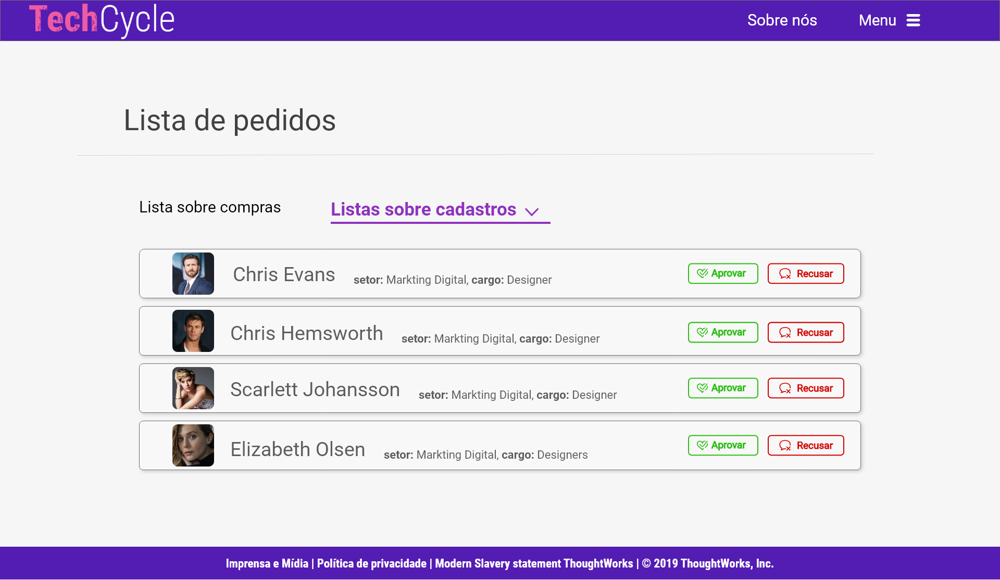 TechCycle
Sobre nós Menu
Lista de pedidos
Lista sobre compras Listas sobre cadastros
Chris Evans setor: Markting Digital, cargo: Designer Aprovar Recusar
Chris Hemsworth setor: Markting Digital, cargo: Designer Aprovar Recusar
Scarlett Johansson setor: Markting Digital, cargo: Designer Aprovar Recusar
Elizabeth Olsen setor: Markting Digital, cargo: Designers Aprovar Recusar
Imprensa e Mídia | Política de privacidade | Modern Slavery statement ThoughtWorks | © 2019 ThoughtWorks, Inc.